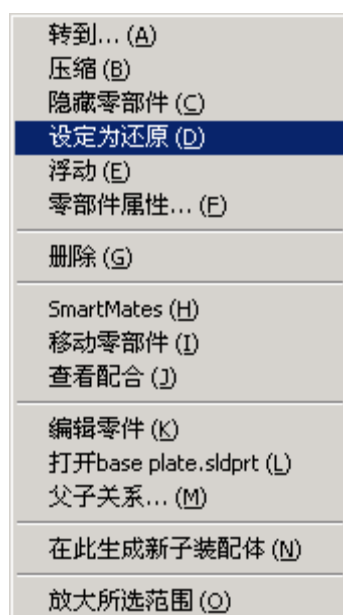 转到... (A)
压缩 (B)
隐藏零部件 (C)
设定为还原 (D)
浮动 (E)
零部件属性... (F)
删除 (G)
SmartMates (H)
移动零部件 (I)
查看配合 (J)
编辑零件 (K)
打开base plate.sldprt (L)
父子关系... (M)
在此生成新子装配体 (N)
放大所选范围 (O)